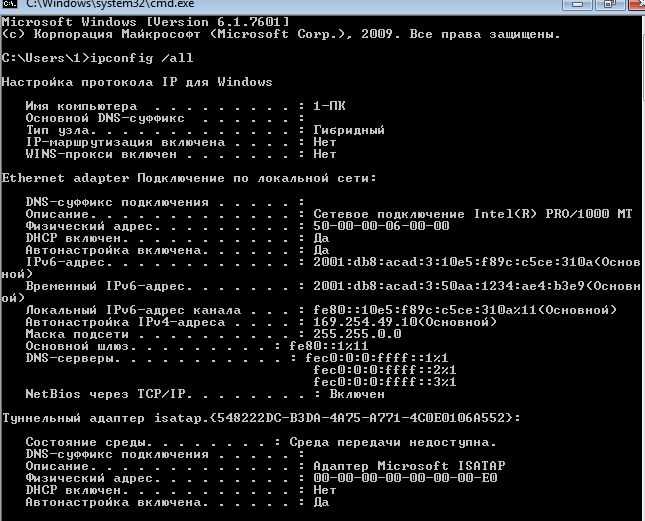 C:\Windows\system32\cmd.exe
Microsoft Windows [Version 6.1.7601]
(c) Корпорация Майкрософт (Microsoft Corp.), 2009. Все права защищены.
C:\Users\1>ipconfig /all
Настройка протокола IP для Windows
Имя компьютера . . . . . . . . . : 1-ПК
Основной DNS-суффикс . . . . . . :
Тип узла. . . . . . . . . . . . . : Гибридный
IP-маршрутизация включена . . . . : Нет
WINS-прокси включен . . . . . . . : Нет
Ethernet adapter Подключение по локальной сети:
DNS-суффикс подключения . . . . . :
Описание. . . . . . . . . . . . . : Сетевое подключение Intel(R) PRO/1000 MT
Физический адрес. . . . . . . . . : 50-00-00-06-00-00
DHCP включен. . . . . . . . . . . : Да
Автонастройка включена. . . . . . : Да
IPv6-адрес. . . . . . . . . . . . : 2001:db8:acad:3:10e5:f89c:c5ce:310a(Основ
ной)
Временный IPv6-адрес. . . . . . . : 2001:db8:acad:3:50aa:1234:ae4:b3e9(Основн
ой)
Локальный IPv6-адрес канала . . . : fe80::10e5:f89c:c5ce:310a%11(Основной)
Автонастройка IPv4-адреса . . . . : 169.254.49.10(Основной)
Маска подсети . . . . . . . . . . : 255.255.0.0
Основной шлюз. . . . . . . . . : fe80::1%11
DNS-серверы. . . . . . . . . . . : fec0:0:0:ffff::1%1
fec0:0:0:ffff::2%1
fec0:0:0:ffff::3%1
NetBios через TCP/IP. . . . . . . . : Включен
Туннельный адаптер isatap.{548222DC-B3DA-4A75-A771-4C0E0106A552}:
Состояние среды. . . . . . . . : Среда передачи недоступна.
DNS-суффикс подключения . . . . . :
Описание. . . . . . . . . . . . . : Адаптер Microsoft ISATAP
Физический адрес. . . . . . . . . : 00-00-00-00-00-00-00-E0
DHCP включен. . . . . . . . . . . : Нет
Автонастройка включена. . . . . . : Да